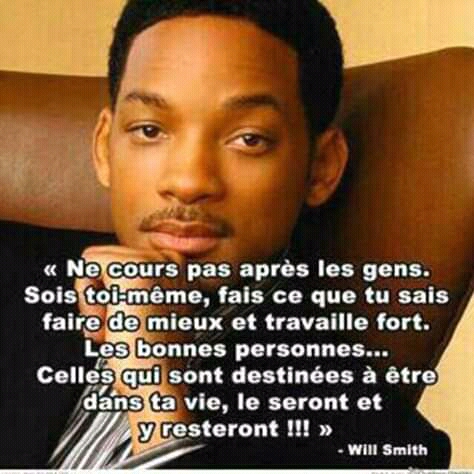 « Ne cours pas après les gens.
Sois toi-même, fais ce que tu sais
faire de mieux et travaille fort.
Les bonnes personnes...
Celles qui sont destinées à être
dans ta vie, le seront et
y resteront !!! »
- Will Smith